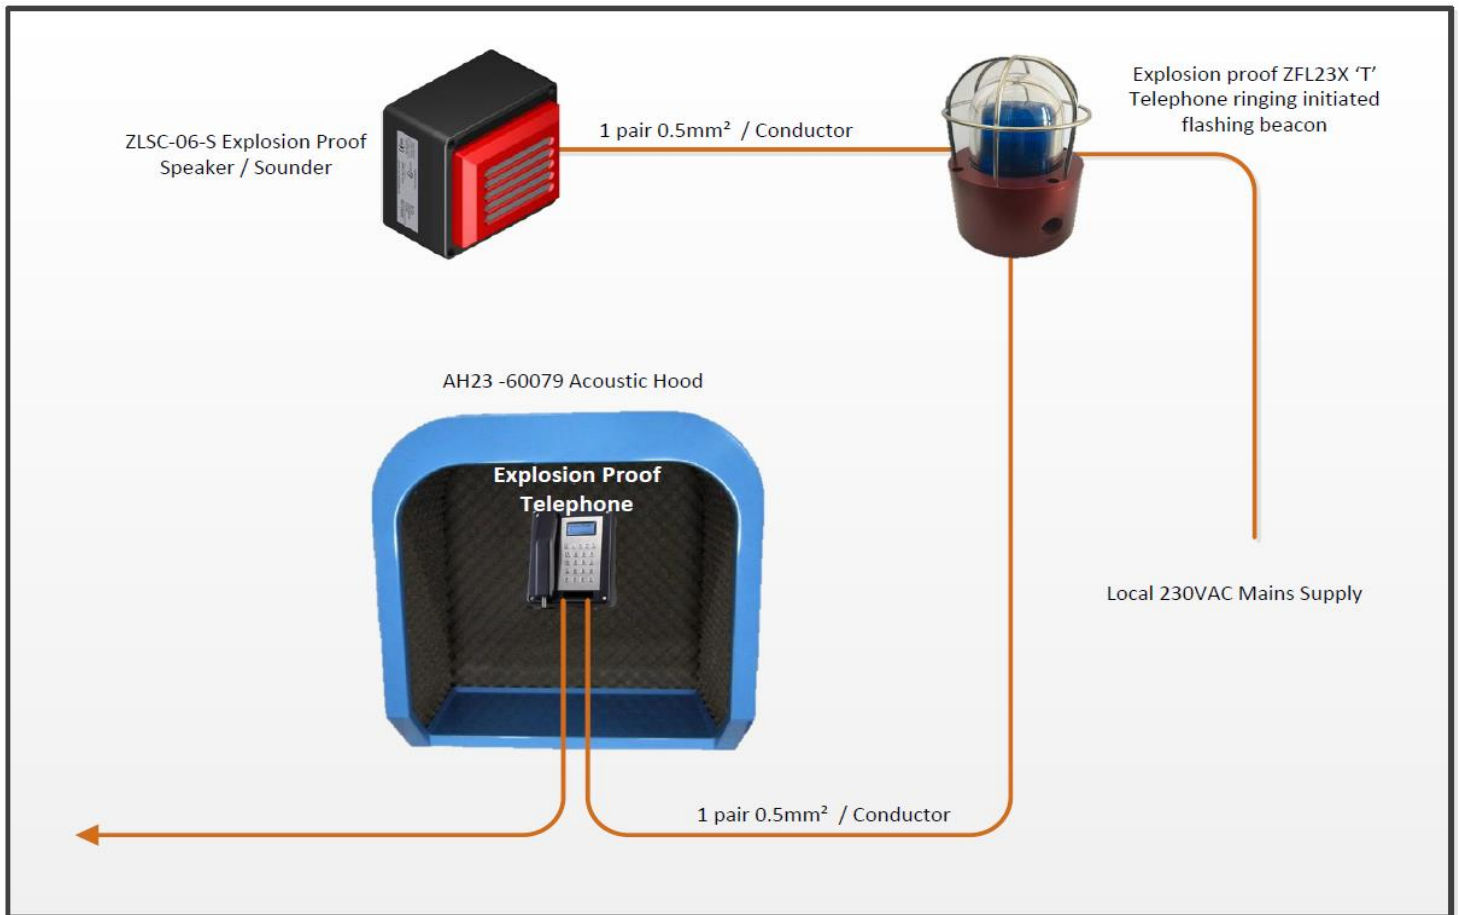 Explosion proof ZFL23X ‘T’
Telephone ringing initiated
flashing beacon
1 pair 0.5mm² / Conductor
ZLSC-06-S Explosion Proof
Speaker / Sounder
AH23 -60079 Acoustic Hood
Explosion Proof
Telephone
Local 230VAC Mains Supply
1 pair 0.5mm² / Conductor